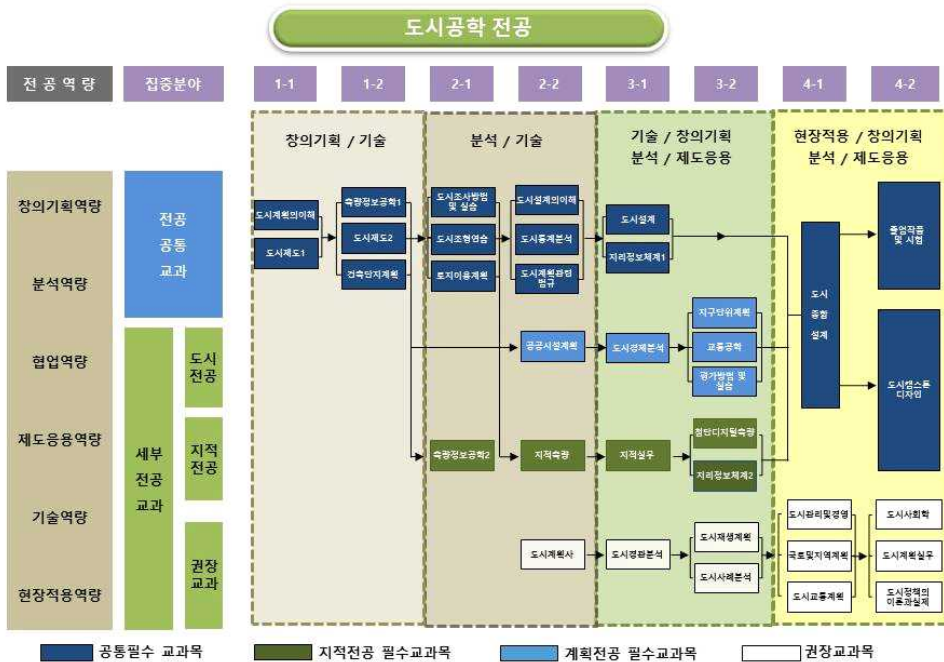 도시공학 전공
전 공 역 량
집중분야
1-1
1-2
2-1
2-2
3-1
3-2
4-1
4-2
창의기획 / 기술
분석 / 기술
기술 / 창의기획
분석 / 제도응용
현장적용 / 창의기획
분석 / 제도응용
창의기획역량
분석역량
협업역량
제도응용역량
기술역량
현장적용역량
전공
공통
교과
세부
전공
교과
도시
전공
지적
전공
권장
교과
도시계획의이해
도시제도1
측량정보공학1
도시제도2
건축단지계획
도시조사방법
및 실습
도시조형연습
토지이용계획
도시설계의이해
도시통계분석
도시계획관련
법규
도시설계
지리정보체계1
도시
종합
설계
졸업작품
및 시험
도시캡스톤
디자인
공공시설계획
도시경제분석
지구단위계획
교통공학
평가방법 및
실습
측량정보공학2
지적측량
지적실무
첨단디지털측량
지리정보체계2
도시계획사
도시경관분석
도시재생계획
도시사례분석
도시관리및경영
국토및지역계획
도시교통계획
도시사회학
도시계획실무
도시정책의
이론과실제
공통필수 교과목
지적전공 필수교과목
계획전공 필수교과목
권장교과목